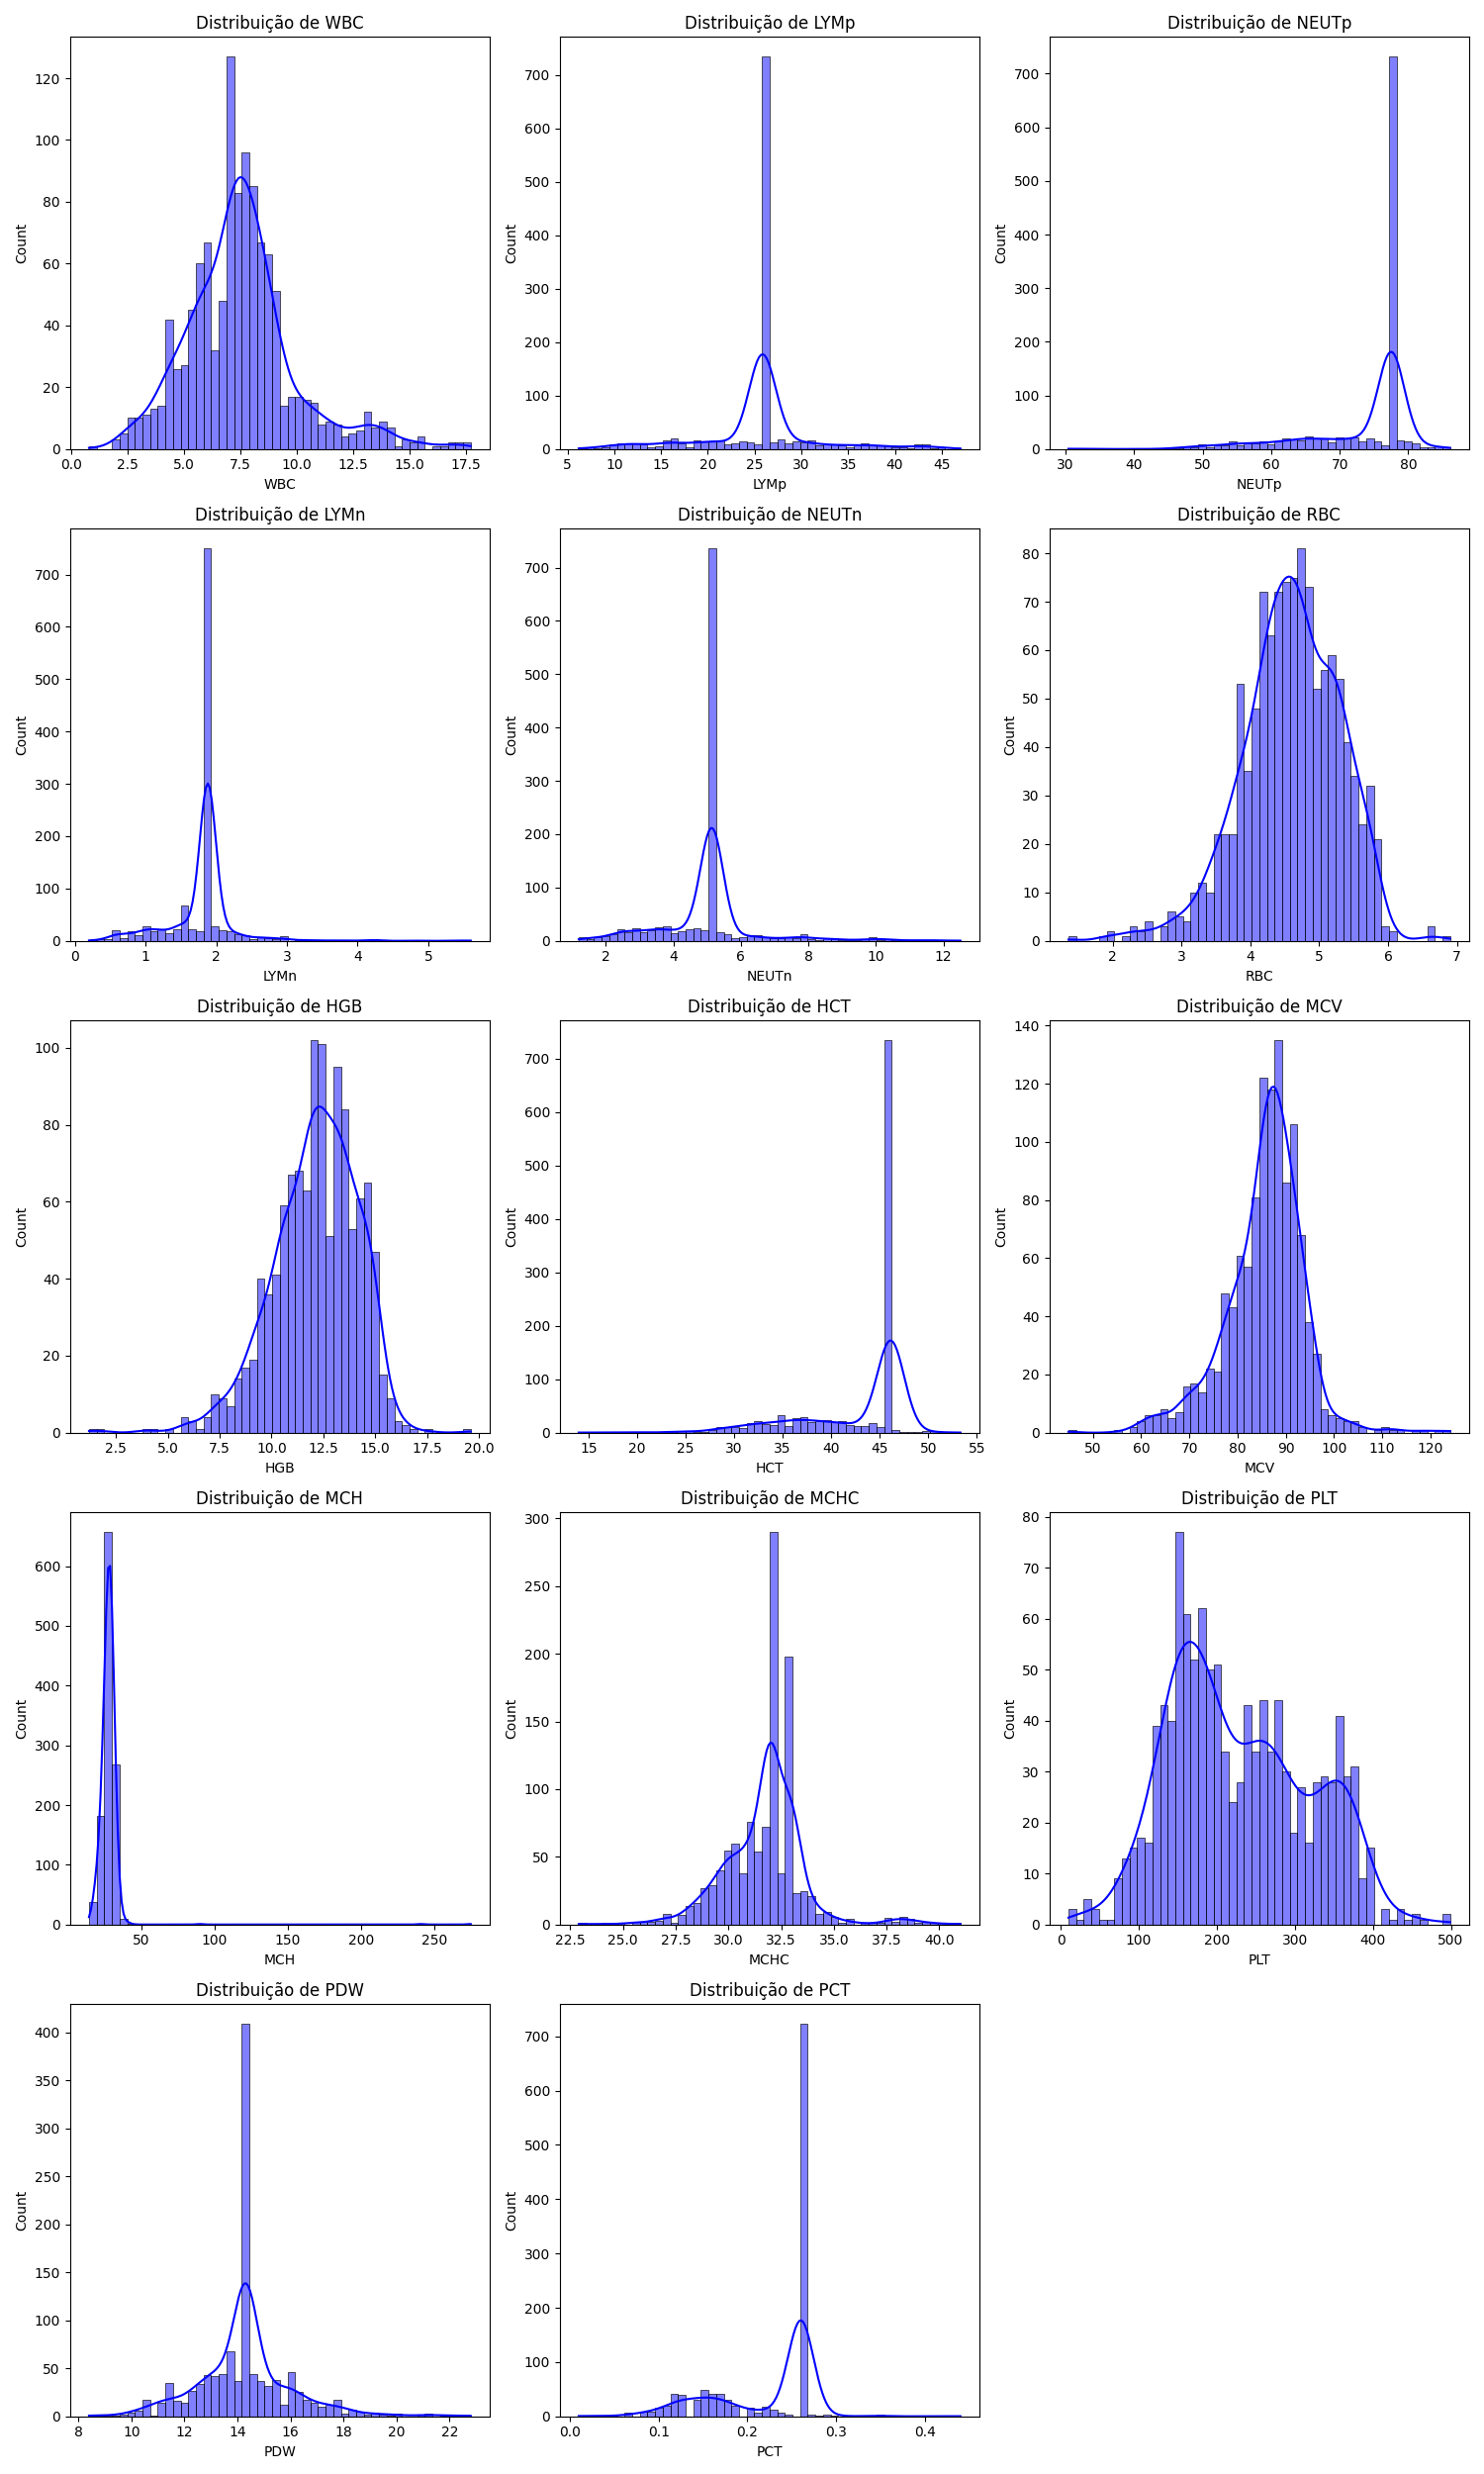 Distribuição de WBC
Count
0
20
40
60
80
100
120
0.0 2.5 5.0 7.5 10.0 12.5 15.0 17.5
WBC
Distribuição de LYMp
Count
0
100
200
300
400
500
600
700
5 10 15 20 25 30 35 40 45
LYMp
Distribuição de NEUTp
Count
0
100
200
300
400
500
600
700
30 40 50 60 70 80
NEUTp
Distribuição de LYMn
Count
0
100
200
300
400
500
600
700
0 1 2 3 4 5
LYMn
Distribuição de NEUTn
Count
0
100
200
300
400
500
600
700
2 4 6 8 10 12
NEUTn
Distribuição de RBC
Count
0
10
20
30
40
50
60
70
80
2 3 4 5 6 7
RBC
Distribuição de HGB
Count
0
20
40
60
80
100
2.5 5.0 7.5 10.0 12.5 15.0 17.5 20.0
HGB
Distribuição de HCT
Count
0
100
200
300
400
500
600
700
15 20 25 30 35 40 45 50 55
HCT
Distribuição de MCV
Count
0
20
40
60
80
100
120
140
50 60 70 80 90 100 110 120
MCV
Distribuição de MCH
Count
0
100
200
300
400
500
600
50 100 150 200 250
MCH
Distribuição de MCHC
Count
0
50
100
150
200
250
300
22.5 25.0 27.5 30.0 32.5 35.0 37.5 40.0
MCHC
Distribuição de PLT
Count
0
10
20
30
40
50
60
70
80
0 100 200 300 400 500
PLT
Distribuição de PDW
Count
0
50
100
150
200
250
300
350
400
8 10 12 14 16 18 20 22
PDW
Distribuição de PCT
Count
0
100
200
300
400
500
600
700
0.0 0.1 0.2 0.3 0.4
PCT